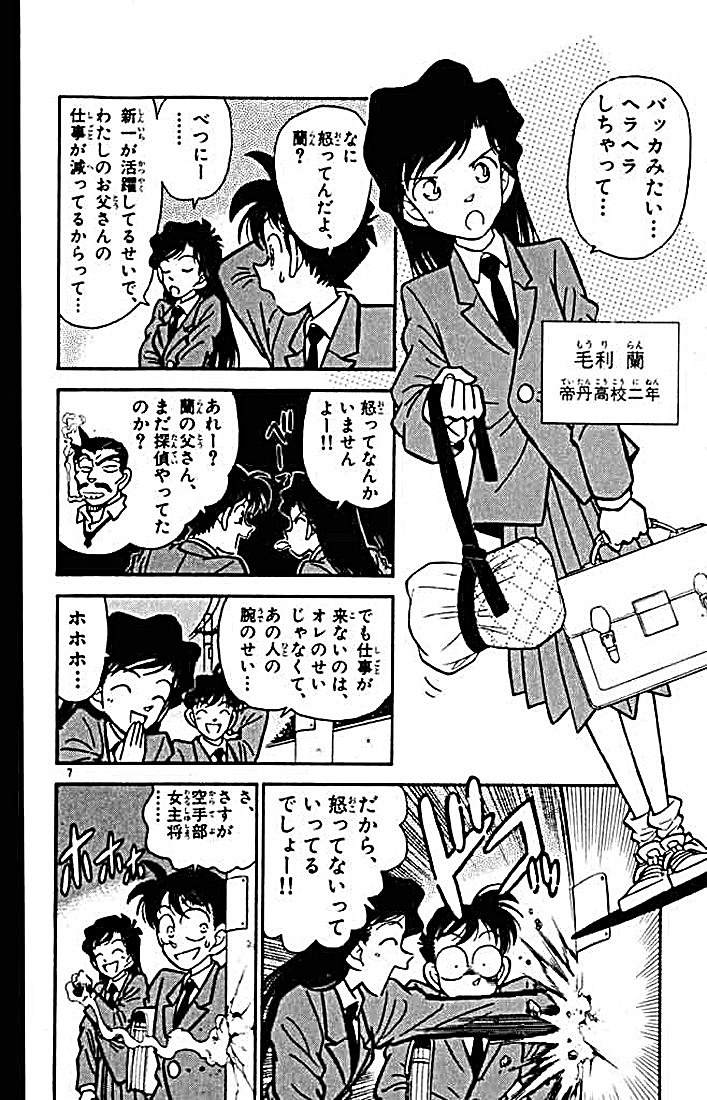 バッカみたい…
ヘラヘラ
しちゃって…
毛利 蘭
帝丹高校二年
なに
怒ってんだよ、
蘭?
べつにー
……
新一が活躍してるせいで、
わたしのお父さんの
仕事が減ってるからって…
怒ってなんか
いません
よー!!
べーっ
あれー?
蘭の父さん、
まだ探偵やってた
のか?
でも仕事が
来ないのは、
オレのせい
じゃなくて、
あの人の
腕のせい…
ホホホ…
7
だから、
怒ってないって
いってる
でしょー!!
ドゴッ
さ、
さすが
空手部
女主将
……
ホホホ